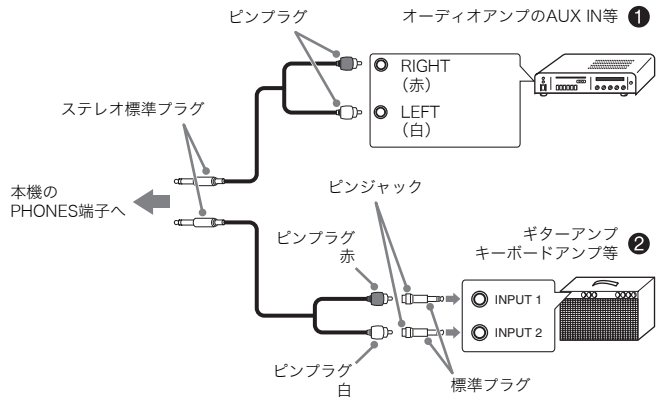 ピンプラグ
オーディオアンプのAUX IN等 ❶
RIGHT
（赤）
LEFT
（白）
ステレオ標準プラグ
本機の
PHONES端子へ
ピンジャック
ピンプラグ
赤
ギターアンプ
キーボードアンプ等 ❷
INPUT 1
INPUT 2
ピンプラグ
白
標準プラグ